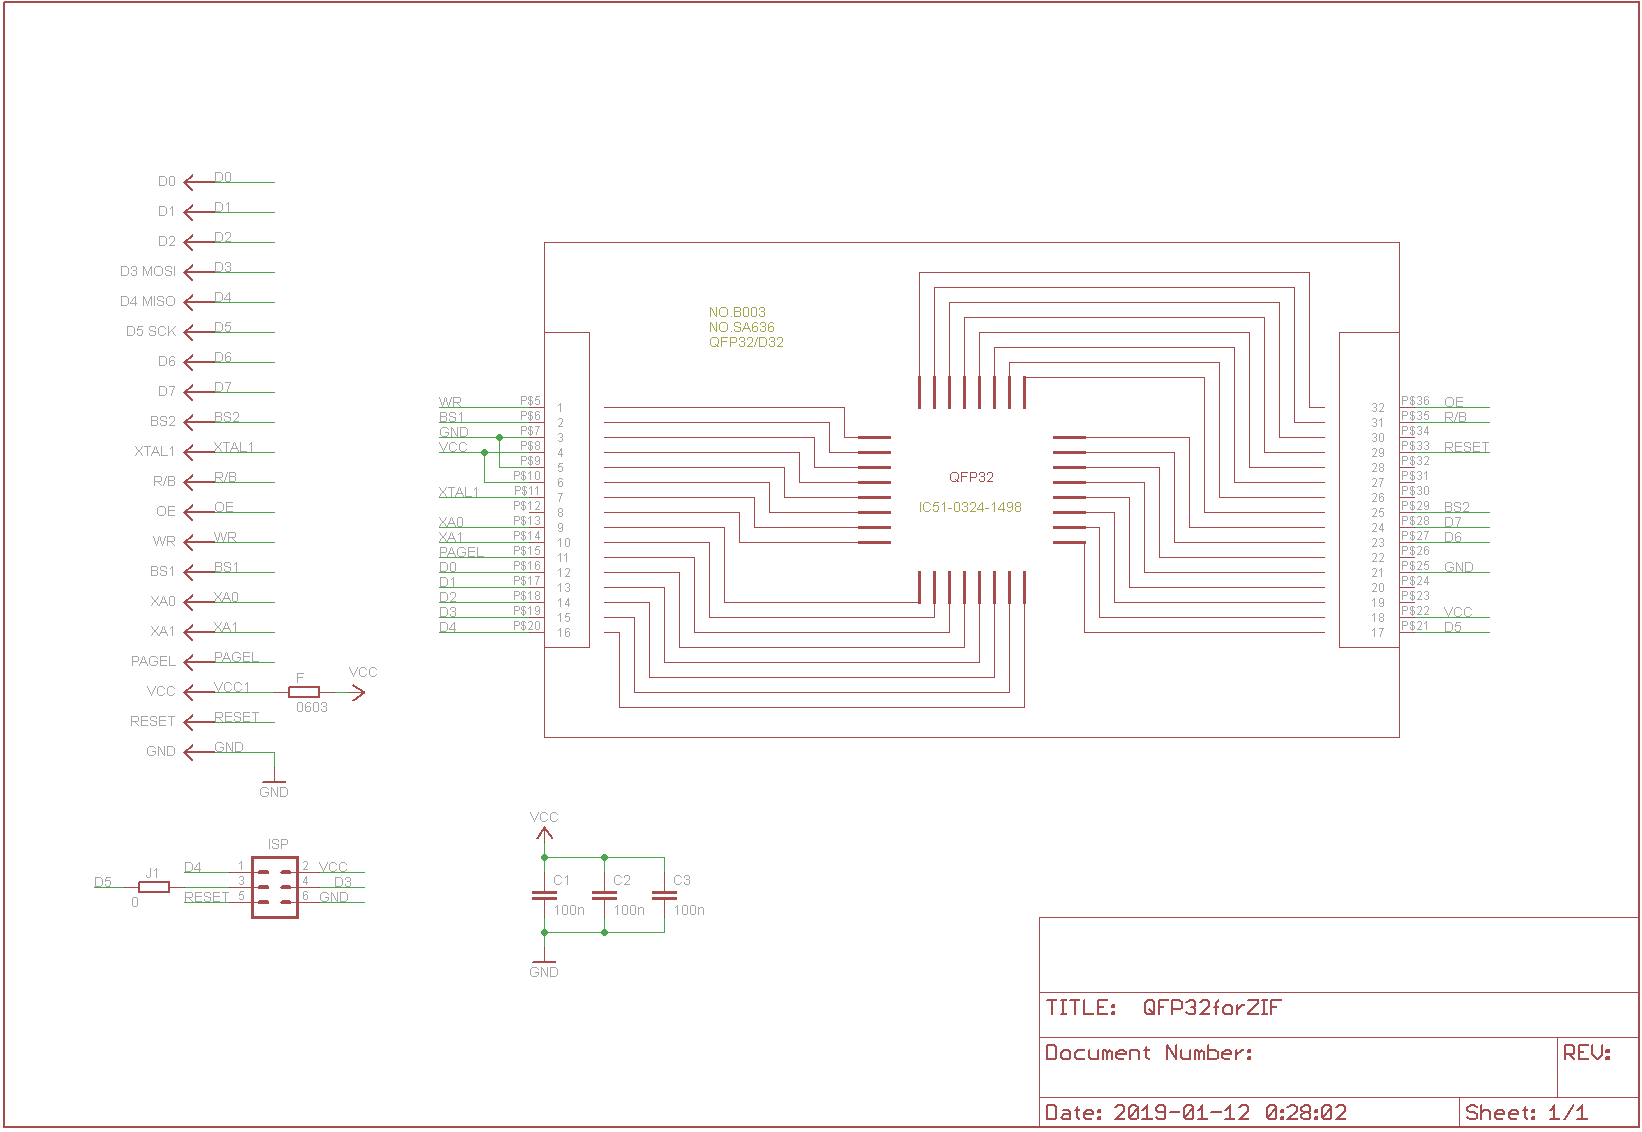 D0 D0
D1 D1
D2 D2
D3 MOSI D3
D4 MISO D4
D5 SCK D5
D6 D6
D7 D7
BS2 BS2
XTAL1 XTAL1
R/B R/B
OE OE
WR WR
BS1 BS1
XA0 XA0
XA1 XA1
PAGEL PAGEL
VCC VCC1 F 0603 VCC
RESET RESET
GND GND
GND
NO.B003
NO.SA636
QFP32/D32
QFP32
IC51-0324-1498
WR P$5 1
BS1 P$6 2
GND P$7 3
VCC P$8 4
P$9 5
P$10 6
XTAL1 P$11 7
P$12 8
XA0 P$13 9
XA1 P$14 10
PAGEL P$15 11
D0 P$16 12
D1 P$17 13
D2 P$18 14
D3 P$19 15
D4 P$20 16
32 P$36 OE
31 P$35 R/B
30 P$34
29 P$33 RESET
28 P$32
27 P$31
26 P$30
25 P$29 BS2
24 P$28 D7
23 P$27 D6
22 P$26
21 P$25 GND
20 P$24
19 P$23
18 P$22 VCC
17 P$21 D5
ISP
D4 1 2 VCC
D5 J1 0 3 4 D3
RESET 5 6 GND
VCC
C1 C2 C3
100n 100n 100n
GND
TITLE: QFP32forZIF
Document Number: REV:
Date: 2019-01-12 0:28:02 Sheet: 1/1